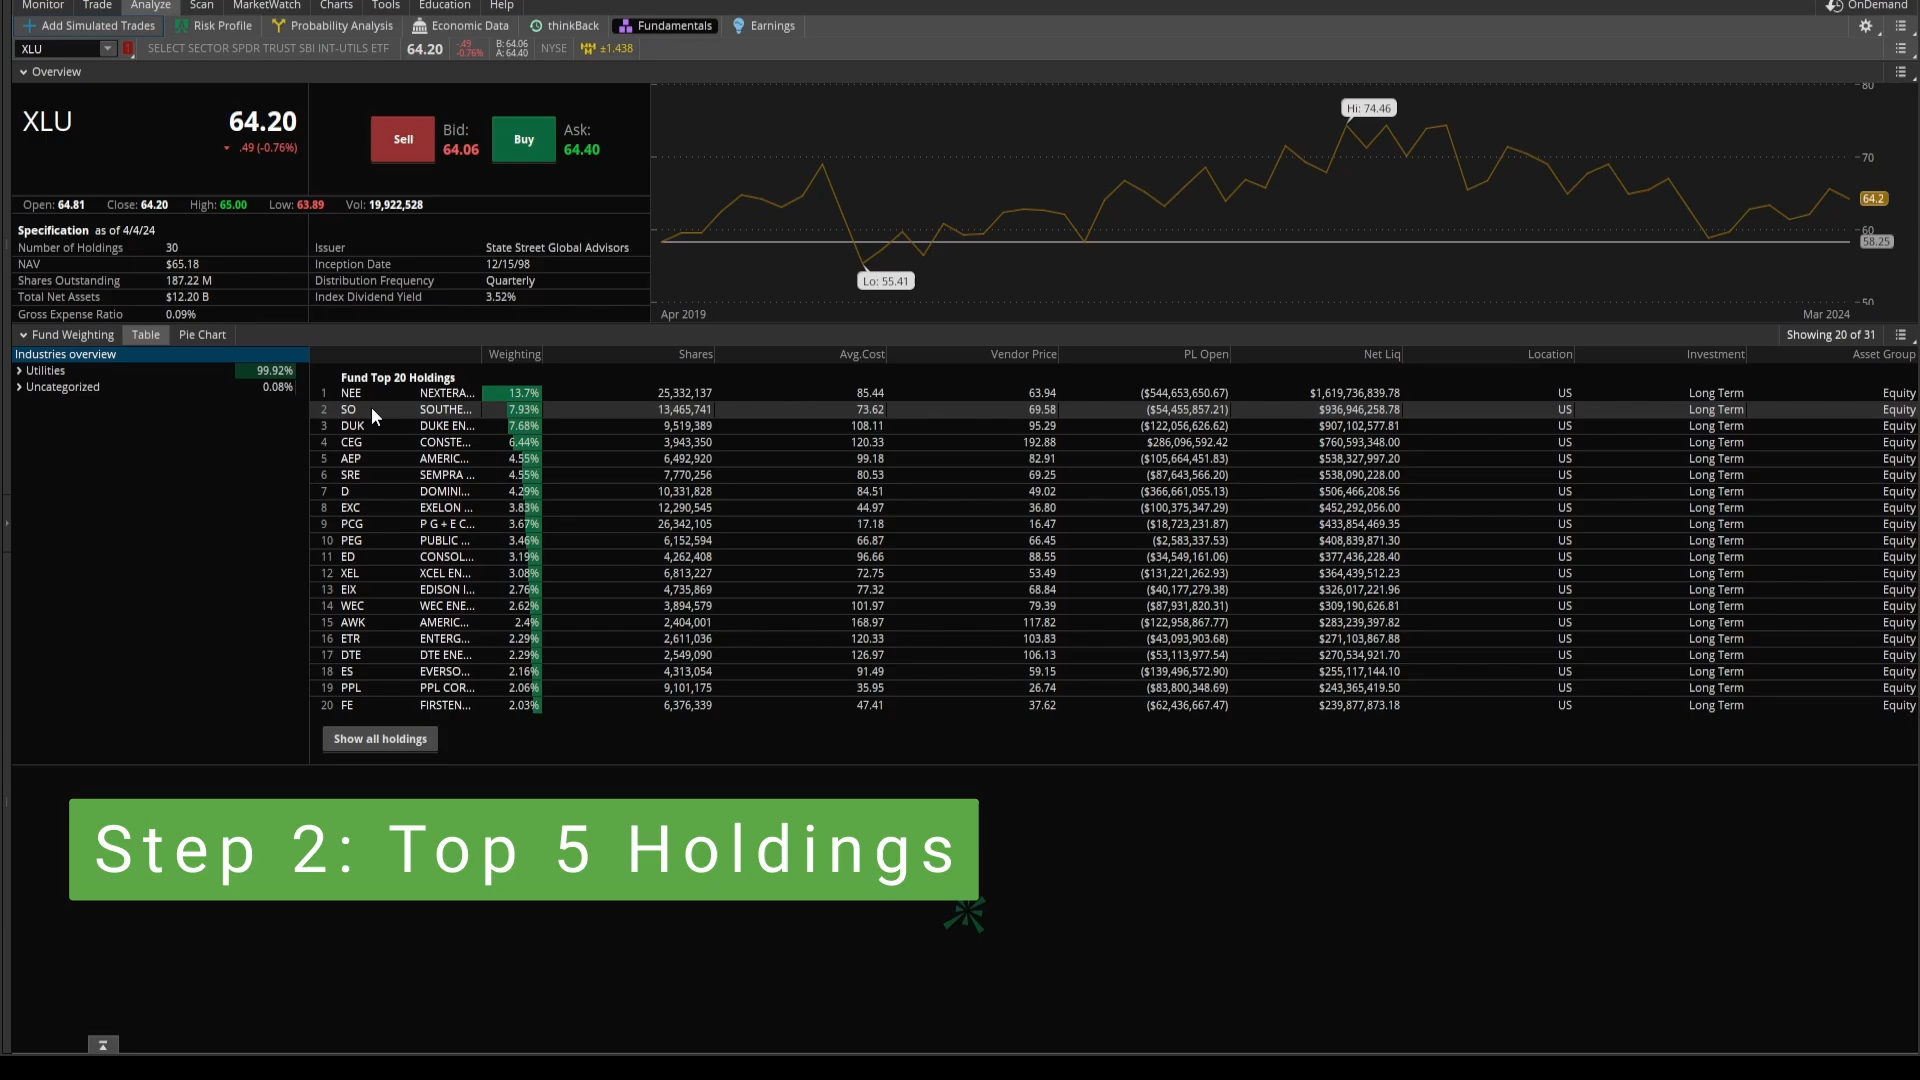 Monitor Trade Analyze Scan MarketWatch Charts Tools Education Help OnDemand
Add Simulated Trades Risk Profile Probability Analysis Economic Data thinkBack Fundamentals Earnings
XLU SELECT SECTOR SPDR TRUST SBI INT-UTILS ETF 64.20 -.49 -0.76% B: 64.06 A: 64.40 NYSE ±1.438
Overview
XLU 64.20
.49 (-0.76%)
Sell Bid: 64.06 Buy Ask: 64.40
Open: 64.81 Close: 64.20 High: 65.00 Low: 63.89 Vol: 19,922,528
Specification as of 4/4/24
Number of Holdings 30 Issuer State Street Global Advisors
NAV $65.18 Inception Date 12/15/98
Shares Outstanding 187.22 M Distribution Frequency Quarterly
Total Net Assets $12.20 B Index Dividend Yield 3.52%
Gross Expense Ratio 0.09%
80
Hi: 74.46
70
64.2
60
58.25
Lo: 55.41
50
Apr 2019 Mar 2024
Fund Weighting Table Pie Chart Showing 20 of 31
Industries overview
Utilities 99.92%
Uncategorized 0.08%
Weighting Shares Avg.Cost Vendor Price PL Open Net Liq Location Investment Asset Group
Fund Top 20 Holdings
1 NEE NEXTERA... 13.7% 25,332,137 85.44 63.94 ($544,653,650.67) $1,619,736,839.78 US Long Term Equity
2 SO SOUTHE... 7.93% 13,465,741 73.62 69.58 ($54,455,857.21) $936,946,258.78 US Long Term Equity
3 DUK DUKE EN... 7.68% 9,519,389 108.11 95.29 ($122,056,626.62) $907,102,577.81 US Long Term Equity
4 CEG CONSTE... 6.44% 3,943,350 120.33 192.88 $286,096,592.42 $760,593,348.00 US Long Term Equity
5 AEP AMERIC... 4.55% 6,492,920 99.18 82.91 ($105,664,451.83) $538,327,997.20 US Long Term Equity
6 SRE SEMPRA ... 4.55% 7,770,256 80.53 69.25 ($87,643,566.20) $538,090,228.00 US Long Term Equity
7 D DOMINI... 4.29% 10,331,828 84.51 49.02 ($366,661,055.13) $506,466,208.56 US Long Term Equity
8 EXC EXELON ... 3.83% 12,290,545 44.97 36.80 ($100,375,347.29) $452,292,056.00 US Long Term Equity
9 PCG P G + E C... 3.67% 26,342,105 17.18 16.47 ($18,723,231.87) $433,854,469.35 US Long Term Equity
10 PEG PUBLIC ... 3.46% 6,152,594 66.87 66.45 ($2,583,337.53) $408,839,871.30 US Long Term Equity
11 ED CONSOL... 3.19% 4,262,408 96.66 88.55 ($34,549,161.06) $377,436,228.40 US Long Term Equity
12 XEL XCEL EN... 3.08% 6,813,227 72.75 53.49 ($131,221,262.93) $364,439,512.23 US Long Term Equity
13 EIX EDISON I... 2.76% 4,735,869 77.32 68.84 ($40,177,279.38) $326,017,221.96 US Long Term Equity
14 WEC WEC ENE... 2.62% 3,894,579 101.97 79.39 ($87,931,820.31) $309,190,626.81 US Long Term Equity
15 AWK AMERIC... 2.4% 2,404,001 168.97 117.82 ($122,958,867.77) $283,239,397.82 US Long Term Equity
16 ETR ENTERG... 2.29% 2,611,036 120.33 103.83 ($43,093,903.68) $271,103,867.88 US Long Term Equity
17 DTE DTE ENE... 2.29% 2,549,090 126.97 106.13 ($53,113,977.54) $270,534,921.70 US Long Term Equity
18 ES EVERSO... 2.16% 4,313,054 91.49 59.15 ($139,496,572.90) $255,117,144.10 US Long Term Equity
19 PPL PPL COR... 2.06% 9,101,175 35.95 26.74 ($83,800,348.69) $243,365,419.50 US Long Term Equity
20 FE FIRSTEN... 2.03% 6,376,339 47.41 37.62 ($62,436,667.47) $239,877,873.18 US Long Term Equity
Show all holdings
Step 2: Top 5 Holdings